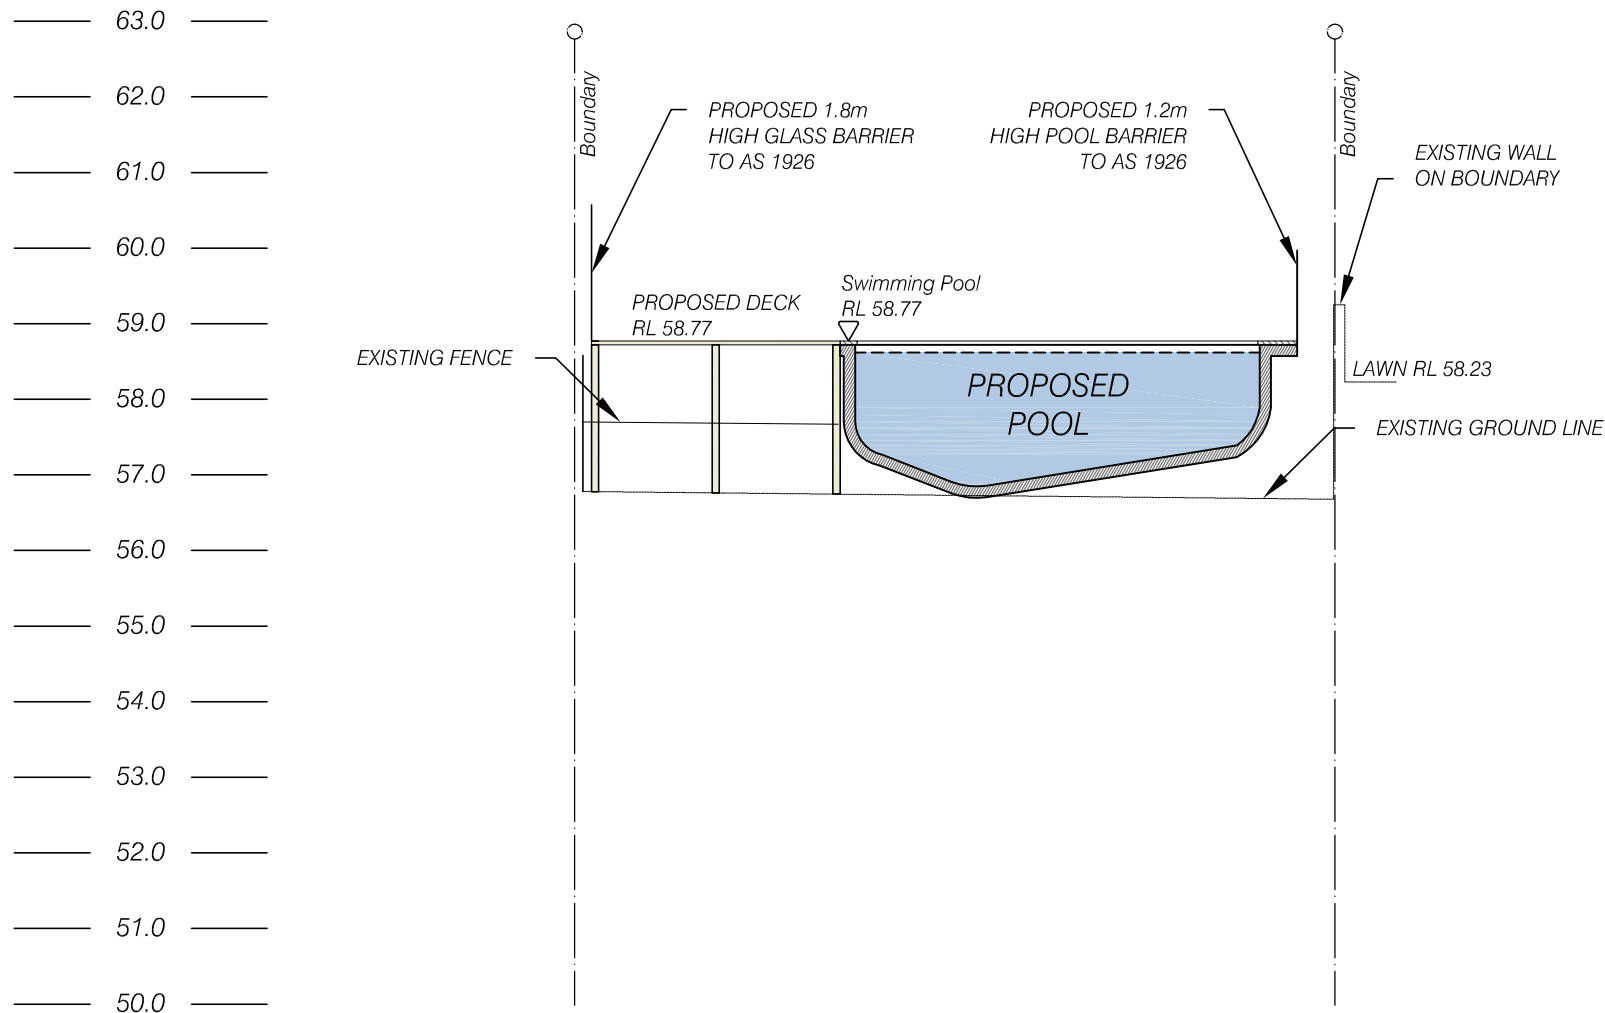 63.0
62.0
61.0
60.0
59.0
58.0
57.0
56.0
55.0
54.0
53.0
52.0
51.0
50.0
Boundary
PROPOSED 1.8m
HIGH GLASS BARRIER
TO AS 1926
PROPOSED 1.2m
HIGH POOL BARRIER
TO AS 1926
Boundary
EXISTING WALL
ON BOUNDARY
Swimming Pool
RL 58.77
PROPOSED DECK
RL 58.77
EXISTING FENCE
LAWN RL 58.23
PROPOSED
POOL
EXISTING GROUND LINE